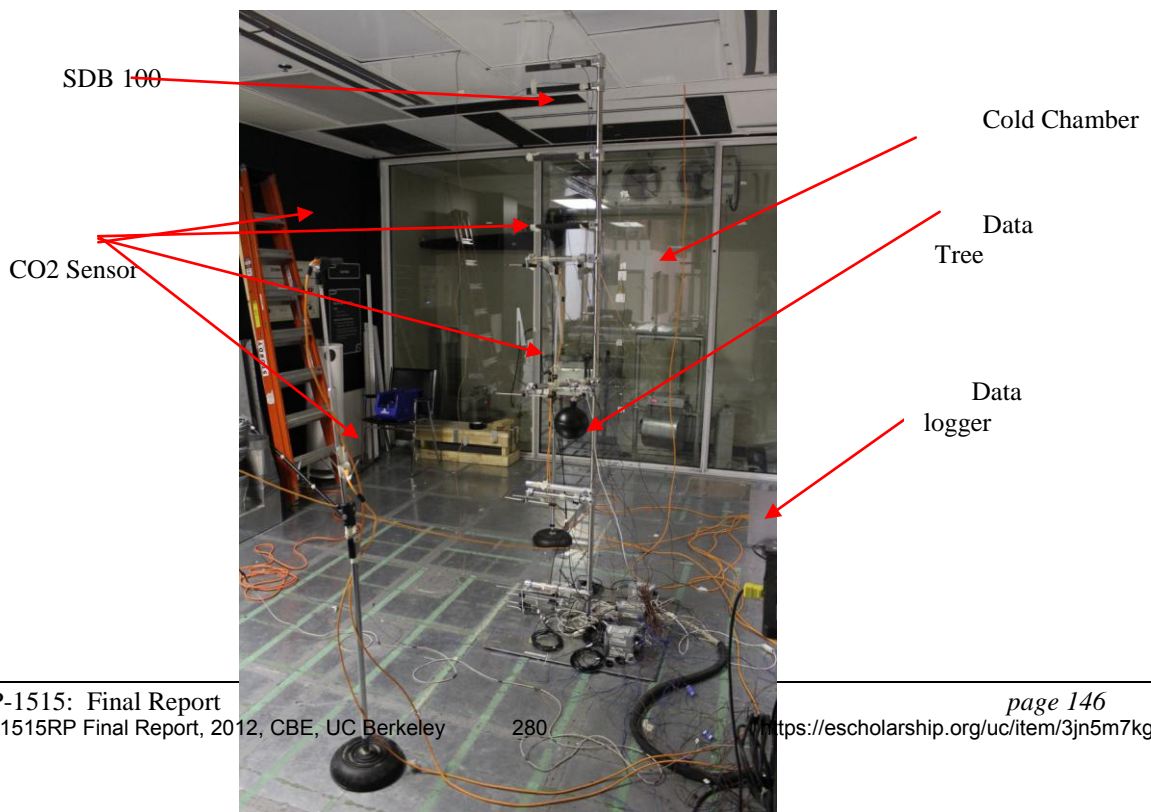 SDB 100
Cold Chamber
Data
Tree
CO2 Sensor
Data
logger
P-1515: Final Report
page 146
1515RP Final Report, 2012, CBE, UC Berkeley
280
https://escholarship.org/uc/item/3jn5m7kg